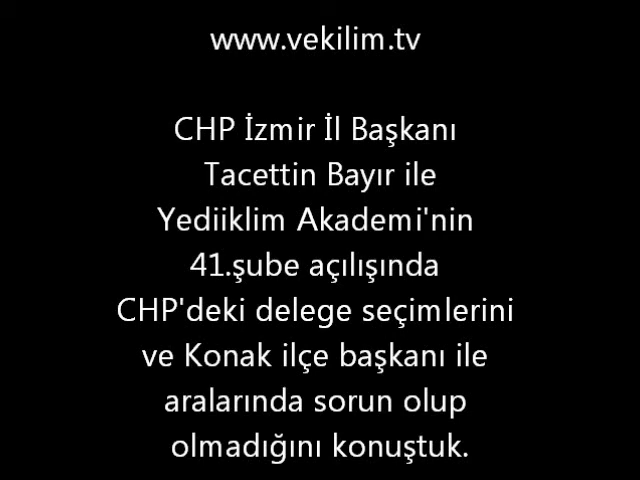 www.vekilim.tv
CHP İzmir İl Başkanı
Tacettin Bayır ile
Yediiklim Akademi'nin
41.şube açılışında
CHP'deki delege seçimlerini
ve Konak ilçe başkanı ile
aralarında sorun olup
olmadığını konuştuk.